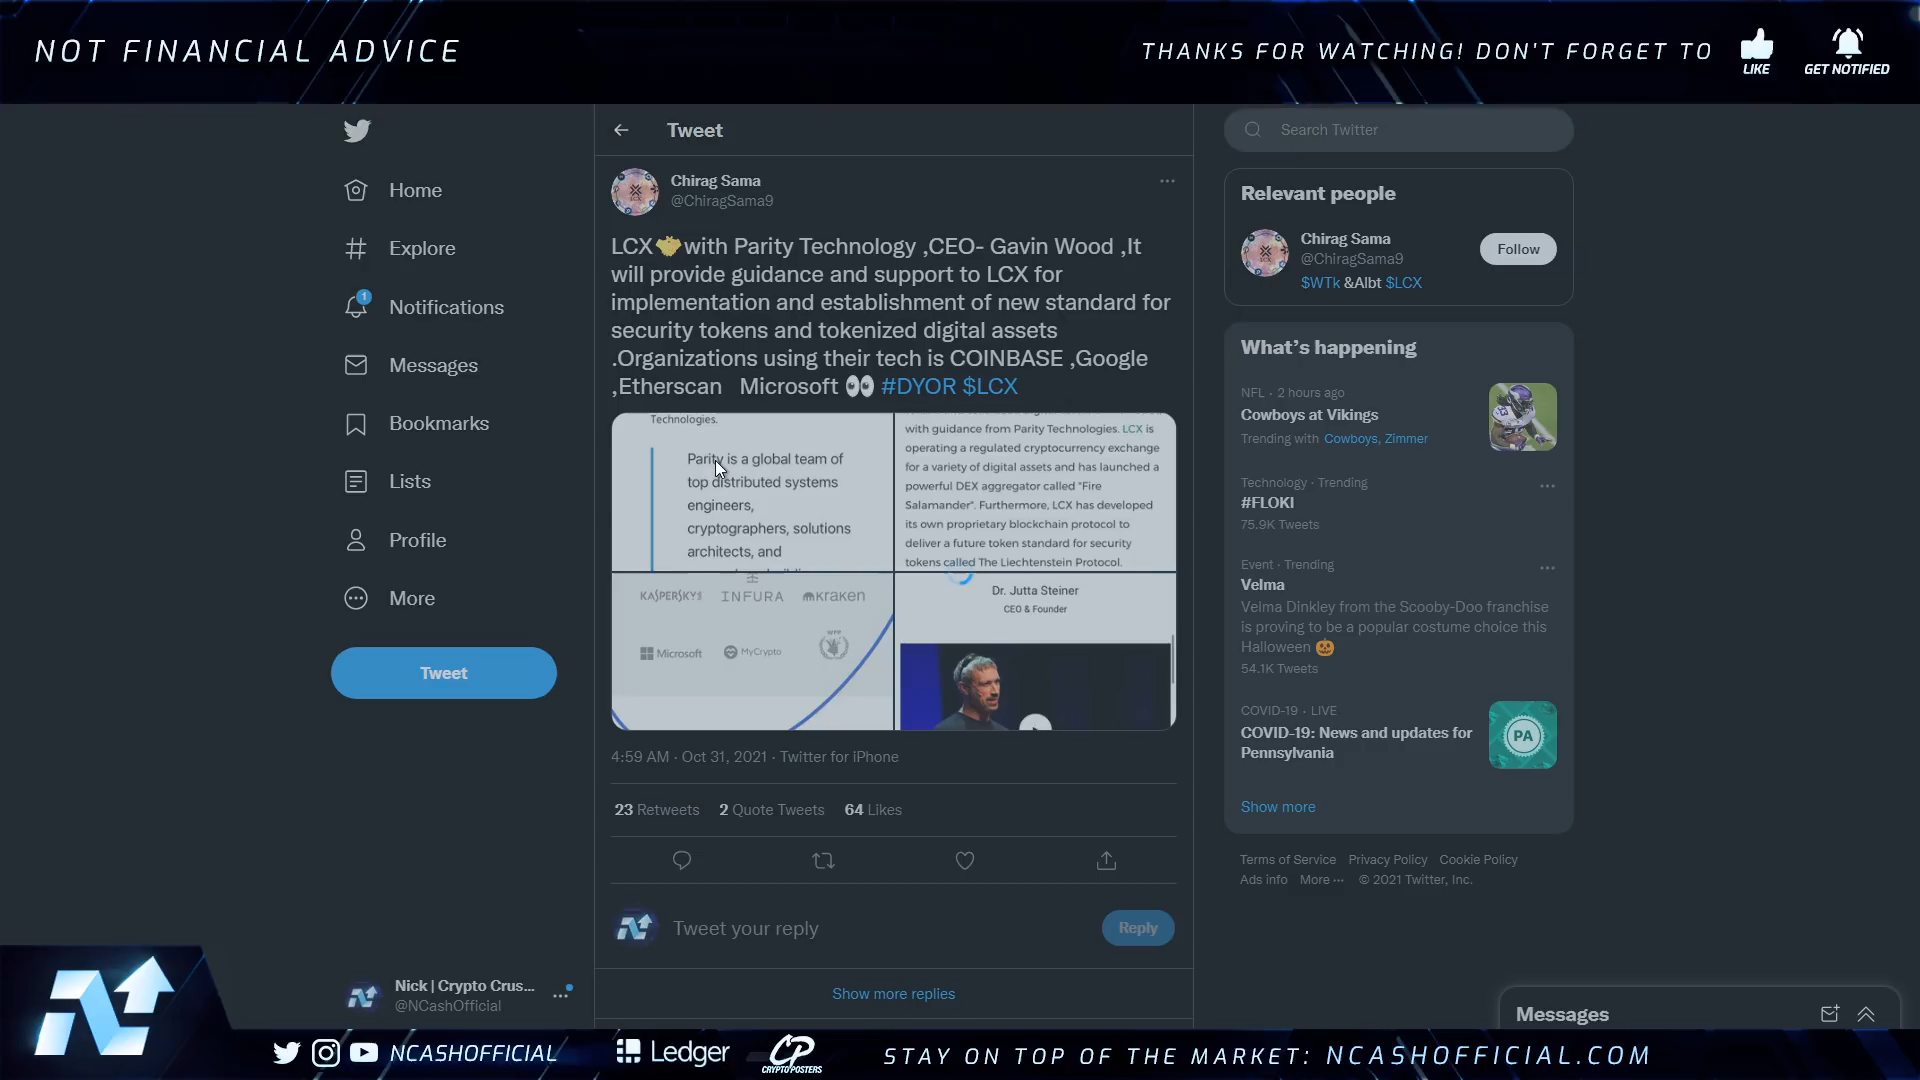 NOT FINANCIAL ADVICE
THANKS FOR WATCHING! DON'T FORGET TO
LIKE
GET NOTIFIED
Home
Explore
1
Notifications
Messages
Bookmarks
Lists
Profile
More
Tweet
Nick | Crypto Crus...
@NCashOfficial
Tweet
Chirag Sama
@ChiragSama9
LCX with Parity Technology ,CEO- Gavin Wood ,It
will provide guidance and support to LCX for
implementation and establishment of new standard for
security tokens and tokenized digital assets
.Organizations using their tech is COINBASE ,Google
,Etherscan Microsoft 👀 #DYOR $LCX
Technologies.
Parity is a global team of
top distributed systems
engineers,
cryptographers, solutions
architects, and
with guidance from Parity Technologies. LCX is
operating a regulated cryptocurrency exchange
for a variety of digital assets and has launched a
powerful DEX aggregator called "Fire
Salamander". Furthermore, LCX has developed
its own proprietary blockchain protocol to
deliver a future token standard for security
tokens called The Liechtenstein Protocol.
KASPERSKY
INFURA
kraken
Microsoft
MyCrypto
WFP
Dr. Jutta Steiner
CEO & Founder
4:59 AM · Oct 31, 2021 · Twitter for iPhone
23 Retweets 2 Quote Tweets 64 Likes
Tweet your reply
Reply
Show more replies
Search Twitter
Relevant people
Chirag Sama
@ChiragSama9
Follow
$WTk &Albt $LCX
What's happening
NFL · 2 hours ago
Cowboys at Vikings
Trending with Cowboys, Zimmer
Technology · Trending
#FLOKI
75.9K Tweets
Event · Trending
Velma
Velma Dinkley from the Scooby-Doo franchise
is proving to be a popular costume choice this
Halloween 🎃
54.1K Tweets
COVID-19 · LIVE
COVID-19: News and updates for
Pennsylvania
PA
Show more
Terms of Service Privacy Policy Cookie Policy
Ads info More ··· © 2021 Twitter, Inc.
Messages
NCASHOFFICIAL
Ledger
CP
CRYPTOPOSTERS
STAY ON TOP OF THE MARKET: NCASHOFFICIAL.COM